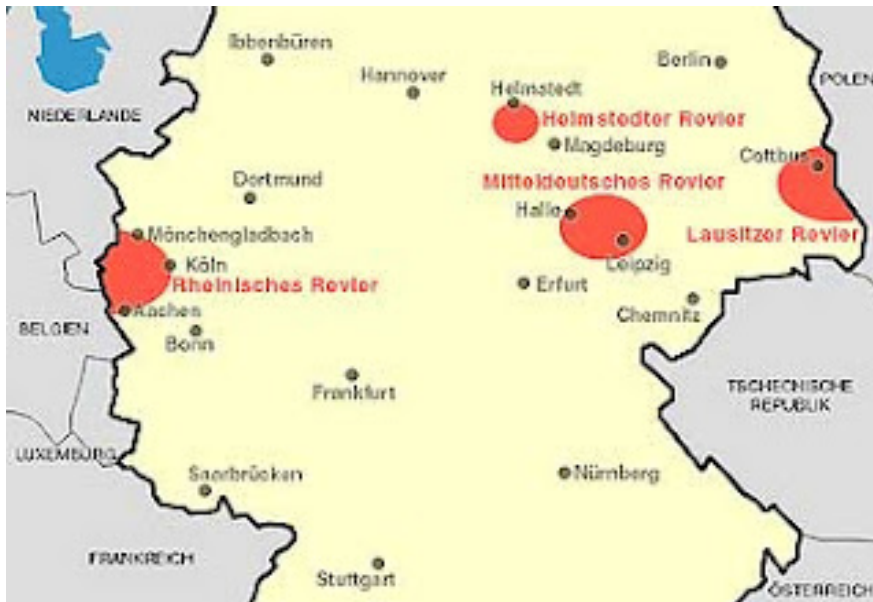 Ibbenbüren
Berlin
Hannover
POLEN
Helmstedt
NIEDERLANDE
Helmstedter Revier
Magdeburg
Cottbus
Dortmund
Mitteldeutsches Revier
Halle
Mönchengladbach
Lausitzer Revier
Leipzig
Köln
Rheinisches Revier
Erfurt
Aachen
Chemnitz
BELGIEN
Bonn
Frankfurt
TSCHECHISCHE
REPUBLIK
LUXEMBURG
Saarbrücken
Nürnberg
FRANKREICH
Stuttgart
ÖSTERREICH